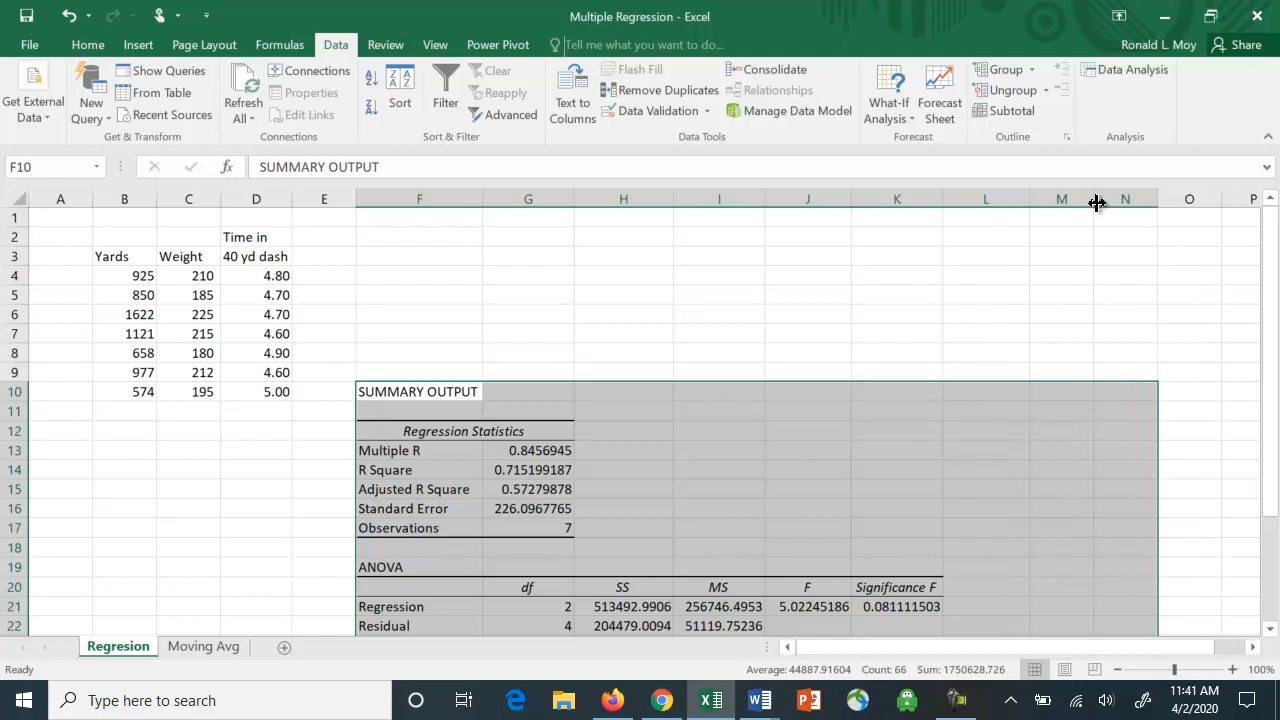 Multiple Regression - Excel
File Home Insert Page Layout Formulas Data Review View Power Pivot Tell me what you want to do... Ronald L. Moy Share
Get External Data
New Query
Show Queries
From Table
Recent Sources
Get & Transform
Refresh All
Connections
Properties
Edit Links
Connections
Sort
Filter
Clear
Reapply
Advanced
Sort & Filter
Text to Columns
Flash Fill
Remove Duplicates
Data Validation
Consolidate
Relationships
Manage Data Model
Data Tools
What-If Analysis
Forecast Sheet
Forecast
Group
Ungroup
Subtotal
Outline
Data Analysis
Analysis
F10 fx SUMMARY OUTPUT
A B C D E F G H I J K L M N O P
1
2 Time in
3 Yards Weight 40 yd dash
4 925 210 4.80
5 850 185 4.70
6 1622 225 4.70
7 1121 215 4.60
8 658 180 4.90
9 977 212 4.60
10 574 195 5.00 SUMMARY OUTPUT
11
12 Regression Statistics
13 Multiple R 0.8456945
14 R Square 0.715199187
15 Adjusted R Square 0.57279878
16 Standard Error 226.0967765
17 Observations 7
18
19 ANOVA
20 df SS MS F Significance F
21 Regression 2 513492.9906 256746.4953 5.02245186 0.081111503
22 Residual 4 204479.0094 51119.75236
Regresion Moving Avg
Ready Average: 44887.91604 Count: 66 Sum: 1750628.726 100%
Type here to search
11:41 AM
4/2/2020